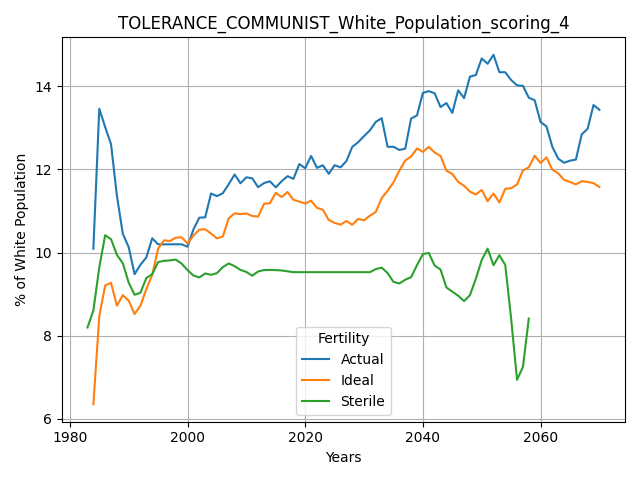 TOLERANCE_COMMUNIST_White_Population_scoring_4
% of White Population
14
12
10
8
6
1980
2000
2020
2040
2060
Years
Fertility
Actual
Ideal
Sterile